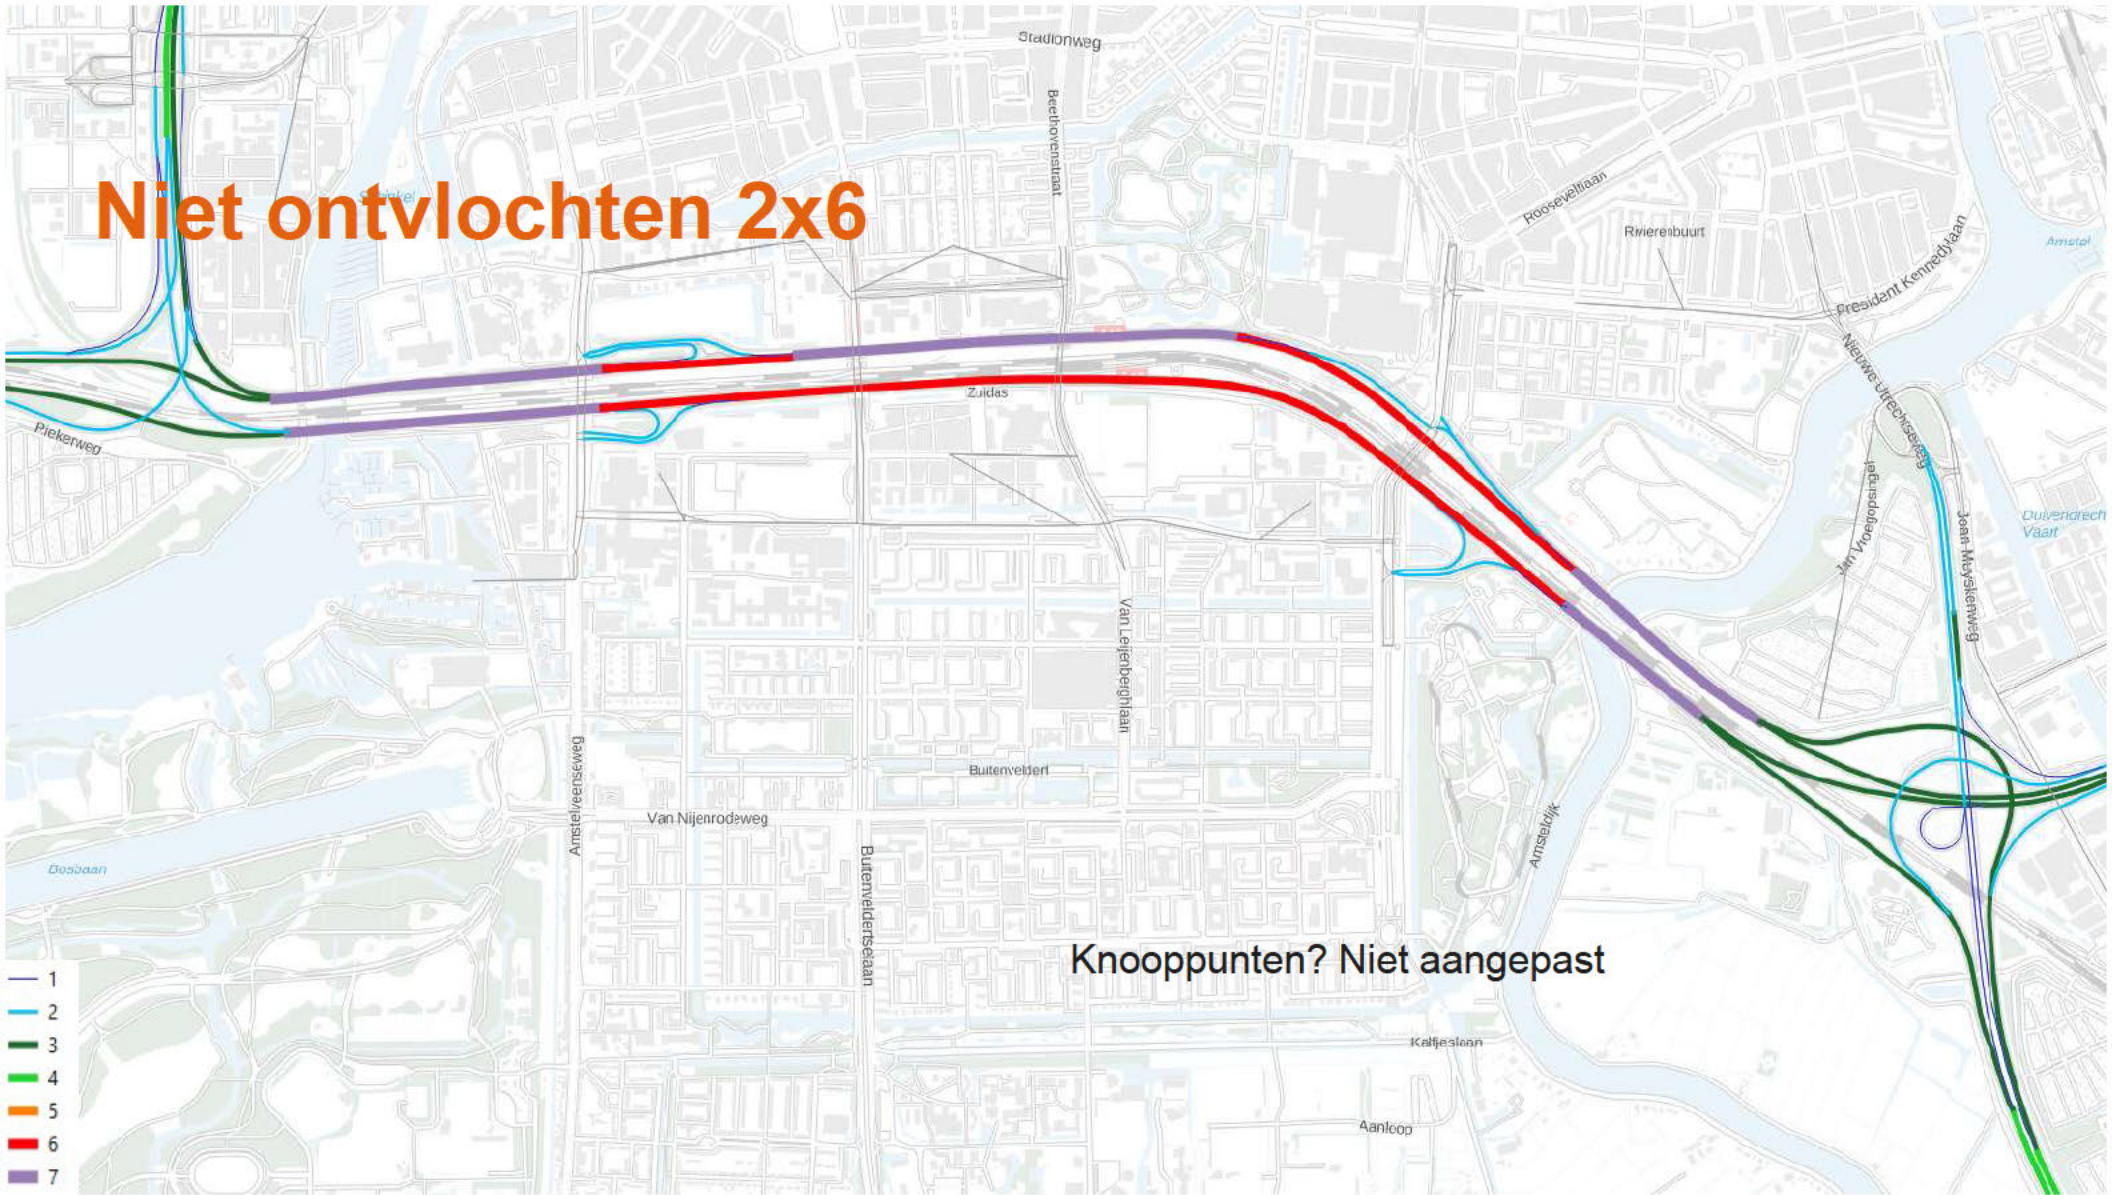 Stadionweg
Beethovenstraat
Niet ontvlochten 2x6
Rooseveltlaan
Rivierenbuurt
Amstel
President Kennedylaan
Nieuwe Utrechtseweg
Zuidas
Piekerweg
Jan Vroegopsingel
Joan Muyskenweg
Duivendrech
Vaart
Van Leijenberghlaan
Amstelveenseweg
Buitenveldert
Van Nijenrodeweg
Amsteldijk
Bosbaan
Buitenveldertselaan
Knooppunten? Niet aangepast
Kalfjeslaan
Aanloop
1
2
3
4
5
6
7